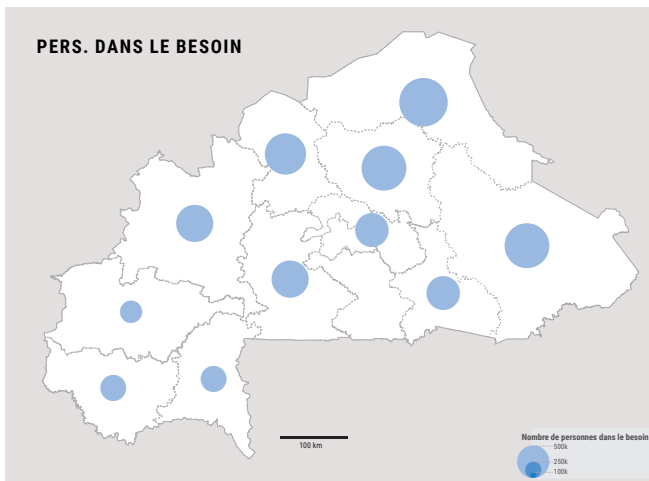 PERS. DANS LE BESOIN
100 km
Nombre de personnes dans le besoin
500k
250k
100k